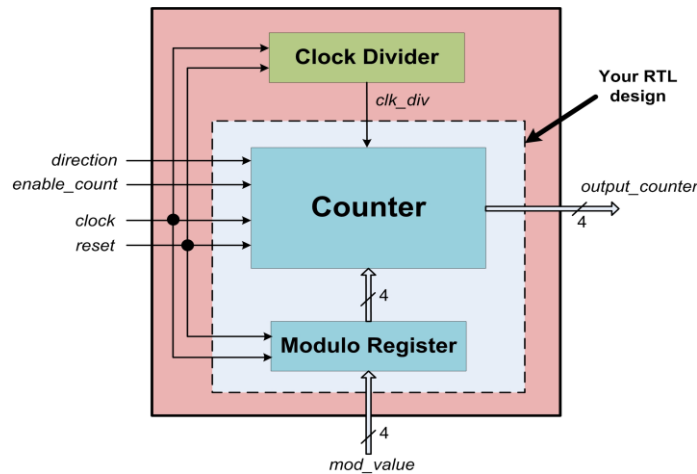 Clock Divider
Your RTL
design
clk_div
direction
enable_count
Counter
output_counter
clock
4
reset
4
Modulo Register
4
mod_value